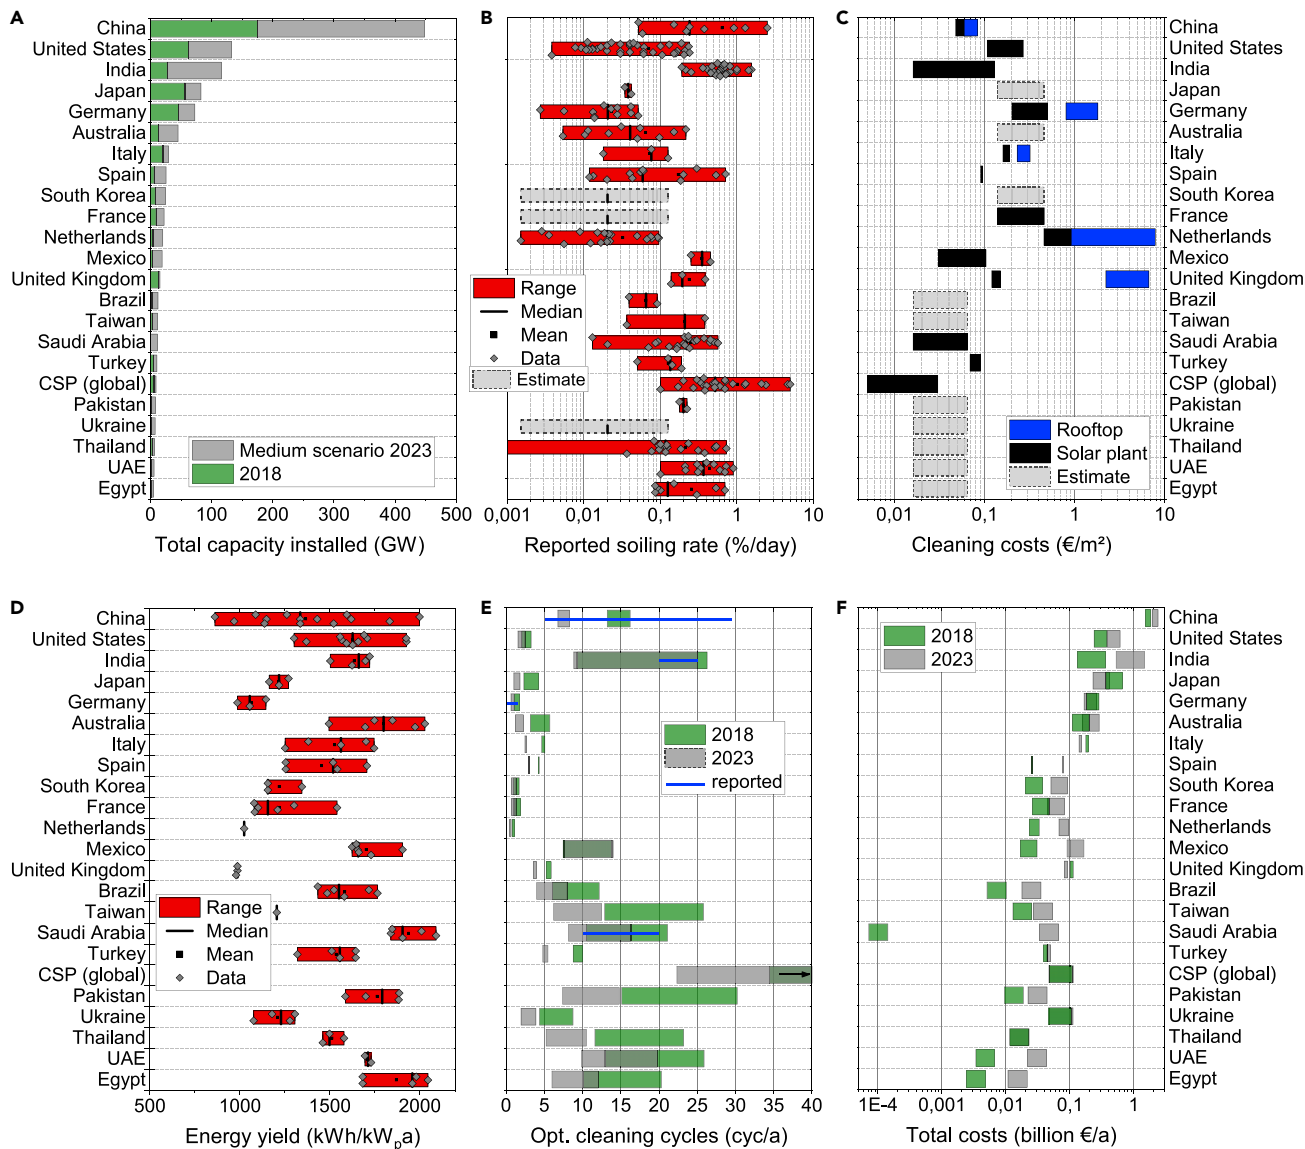 A
China
United States
India
Japan
Germany
Australia
Italy
Spain
South Korea
France
Netherlands
Mexico
United Kingdom
Brazil
Taiwan
Saudi Arabia
Turkey
CSP (global)
Pakistan
Ukraine
Thailand
UAE
Egypt
Medium scenario 2023
2018
0 100 200 300 400 500
Total capacity installed (GW)
B
Range
Median
Mean
Data
Estimate
0,001 0,01 0,1 1 10
Reported soiling rate (%/day)
C
China
United States
India
Japan
Germany
Australia
Italy
Spain
South Korea
France
Netherlands
Mexico
United Kingdom
Brazil
Taiwan
Saudi Arabia
Turkey
CSP (global)
Pakistan
Ukraine
Thailand
UAE
Egypt
Rooftop
Solar plant
Estimate
0,01 0,1 1 10
Cleaning costs (€/m²)
D
China
United States
India
Japan
Germany
Australia
Italy
Spain
South Korea
France
Netherlands
Mexico
United Kingdom
Brazil
Taiwan
Saudi Arabia
Turkey
CSP (global)
Pakistan
Ukraine
Thailand
UAE
Egypt
Range
Median
Mean
Data
500 1000 1500 2000
Energy yield (kWh/kWpa)
E
2018
2023
reported
0 5 10 15 20 25 30 35 40
Opt. cleaning cycles (cyc/a)
F
2018
2023
China
United States
India
Japan
Germany
Australia
Italy
Spain
South Korea
France
Netherlands
Mexico
United Kingdom
Brazil
Taiwan
Saudi Arabia
Turkey
CSP (global)
Pakistan
Ukraine
Thailand
UAE
Egypt
1E–4 0,001 0,01 0,1 1
Total costs (billion €/a)